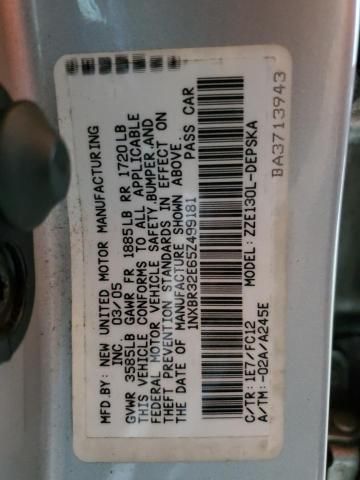 MFD.BY: NEW UNITED MOTOR MANUFACTURING
INC. 03/05
GVWR 3585LB GAWR FR 1885LB RR 1720LB
THIS VEHICLE CONFORMS TO ALL APPLICABLE
FEDERAL MOTOR VEHICLE SAFETY, BUMPER, AND
THEFT PREVENTION STANDARDS IN EFFECT ON
THE DATE OF MANUFACTURE SHOWN ABOVE.
1NXBR32E65Z499181 PASS CAR
C/TR: 1E7/FC12 MODEL: ZZE130L-DEPSKA
A/TM: -02A/A245E
BA3713943